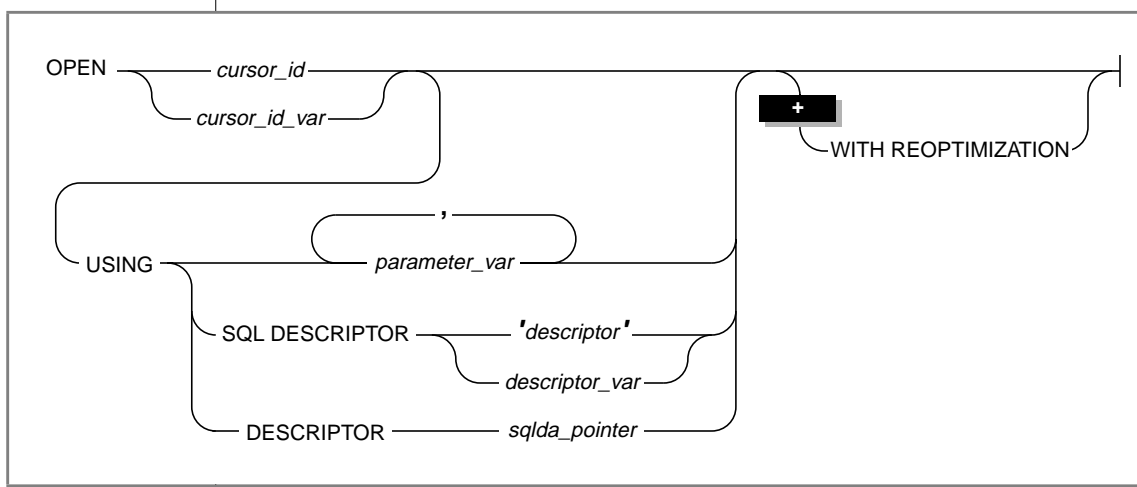 OPEN cursor_id
cursor_id_var
+
WITH REOPTIMIZATION
,
USING parameter_var
SQL DESCRIPTOR 'descriptor'
descriptor_var
DESCRIPTOR sqlda_pointer